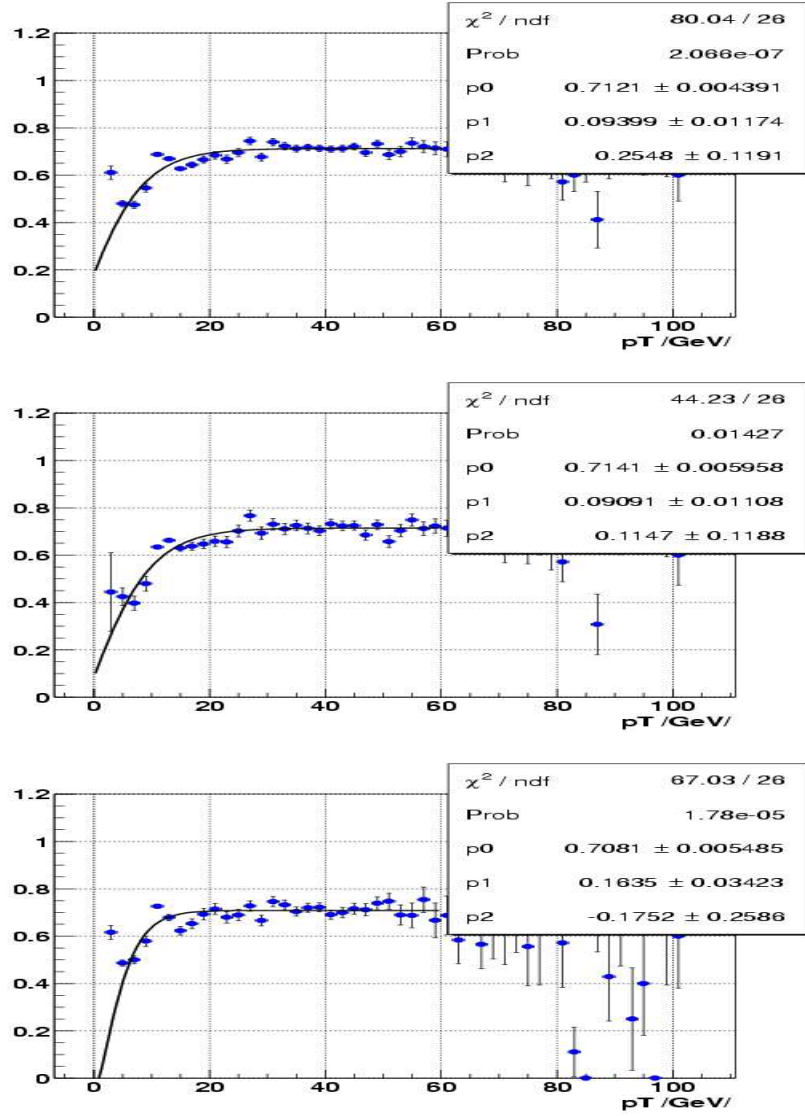 χ² / ndf 80.04 / 26
Prob 2.066e-07
p0 0.7121 ± 0.004391
p1 0.09399 ± 0.01174
p2 0.2548 ± 0.1191
1.2
1
0.8
0.6
0.4
0.2
0
0 20 40 60 80 100
pT /GeV/
χ² / ndf 44.23 / 26
Prob 0.01427
p0 0.7141 ± 0.005958
p1 0.09091 ± 0.01108
p2 0.1147 ± 0.1188
1.2
1
0.8
0.6
0.4
0.2
0
0 20 40 60 80 100
pT /GeV/
χ² / ndf 67.03 / 26
Prob 1.78e-05
p0 0.7081 ± 0.005485
p1 0.1635 ± 0.03423
p2 -0.1752 ± 0.2586
1.2
1
0.8
0.6
0.4
0.2
0
0 20 40 60 80 100
pT /GeV/